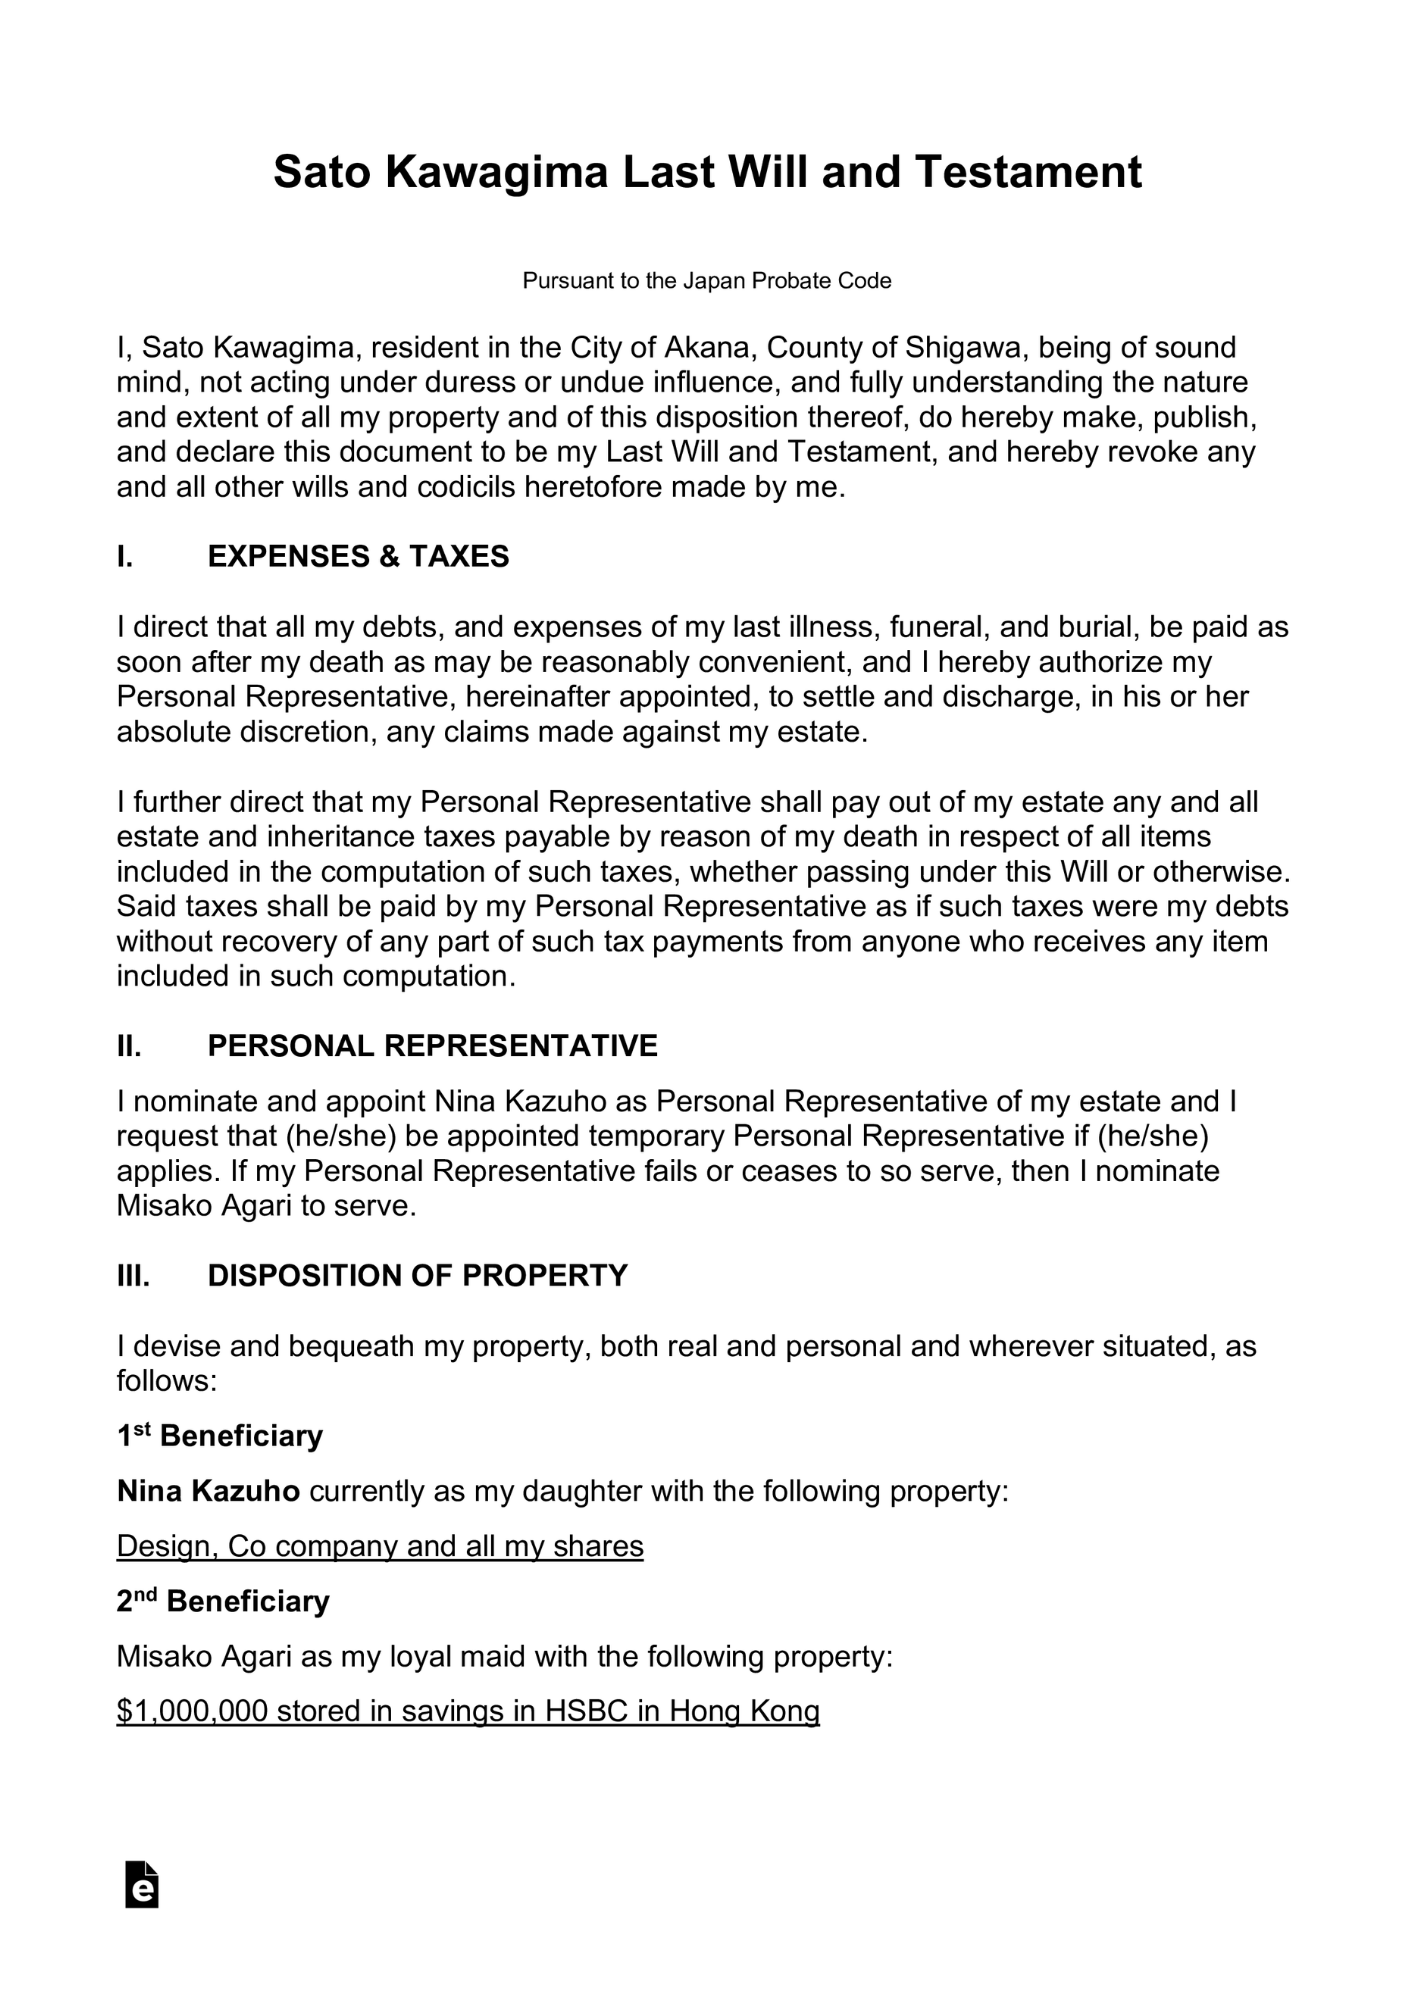 Sato Kawagima Last Will and Testament
Pursuant to the Japan Probate Code
I, Sato Kawagima, resident in the City of Akana, County of Shigawa, being of sound
mind, not acting under duress or undue influence, and fully understanding the nature
and extent of all my property and of this disposition thereof, do hereby make, publish,
and declare this document to be my Last Will and Testament, and hereby revoke any
and all other wills and codicils heretofore made by me.
I. EXPENSES & TAXES
I direct that all my debts, and expenses of my last illness, funeral, and burial, be paid as
soon after my death as may be reasonably convenient, and I hereby authorize my
Personal Representative, hereinafter appointed, to settle and discharge, in his or her
absolute discretion, any claims made against my estate.
I further direct that my Personal Representative shall pay out of my estate any and all
estate and inheritance taxes payable by reason of my death in respect of all items
included in the computation of such taxes, whether passing under this Will or otherwise.
Said taxes shall be paid by my Personal Representative as if such taxes were my debts
without recovery of any part of such tax payments from anyone who receives any item
included in such computation.
II. PERSONAL REPRESENTATIVE
I nominate and appoint Nina Kazuho as Personal Representative of my estate and I
request that (he/she) be appointed temporary Personal Representative if (he/she)
applies. If my Personal Representative fails or ceases to so serve, then I nominate
Misako Agari to serve.
III. DISPOSITION OF PROPERTY
I devise and bequeath my property, both real and personal and wherever situated, as
follows:
1st Beneficiary
Nina Kazuho currently as my daughter with the following property:
Design, Co company and all my shares
2nd Beneficiary
Misako Agari as my loyal maid with the following property:
$1,000,000 stored in savings in HSBC in Hong Kong
e